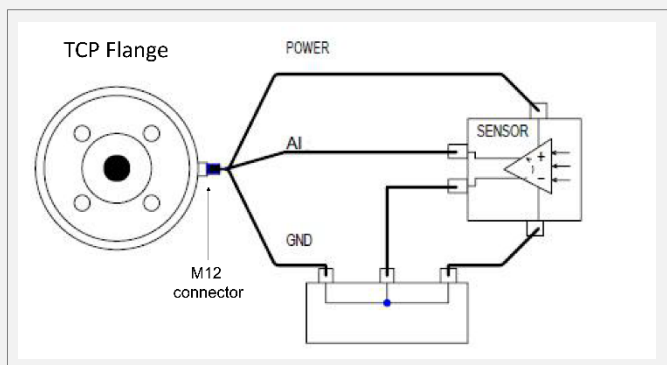 POWER
TCP Flange
SENSOR
AI
+
−
GND
M12
connector